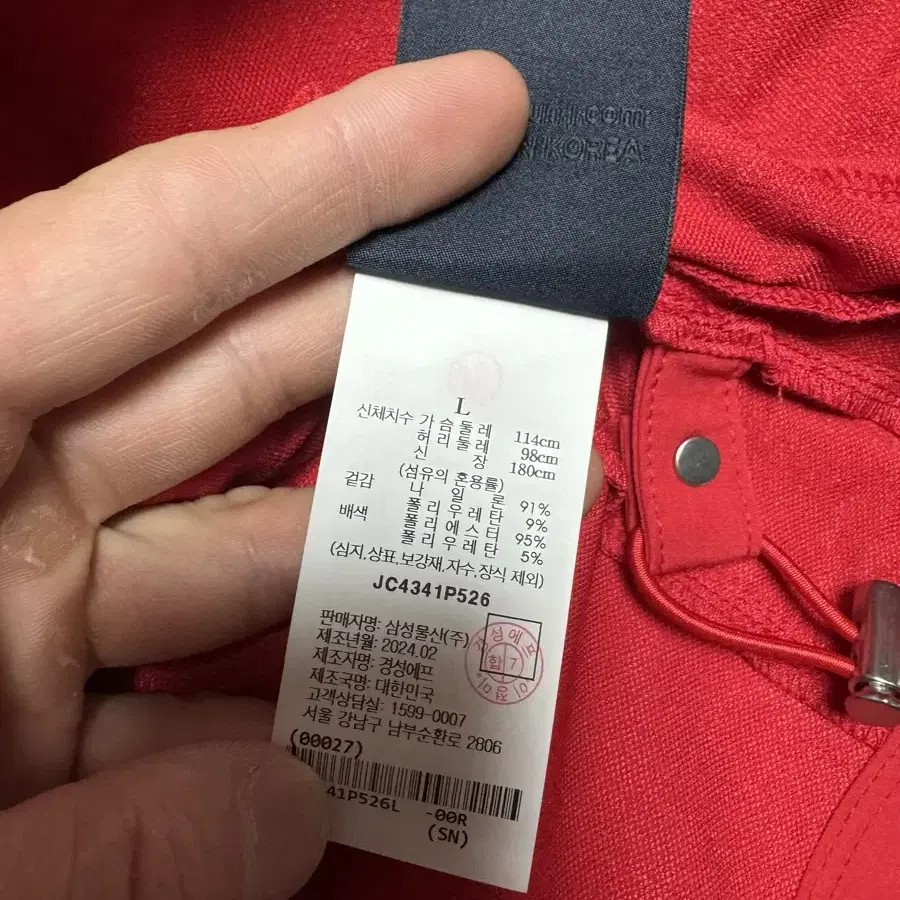 KOREA
L
신체치수 가슴둘레 114cm
허리둘레 98cm
신장 180cm
(섬유의 혼용률)
겉감 나일론 91%
폴리우레탄 9%
배색 폴리에스터 95%
폴리우레탄 5%
(심지,상표,보강재,자수,장식 제외)
JC4341P526
판매자명: 삼성물산(주)
제조년월: 2024.02
제조자명: 경성에프
제조국명: 대한민국
고객상담실: 1599-0007
서울 강남구 남부순환로 2806
(00027)
41P526L -00R
(SN)